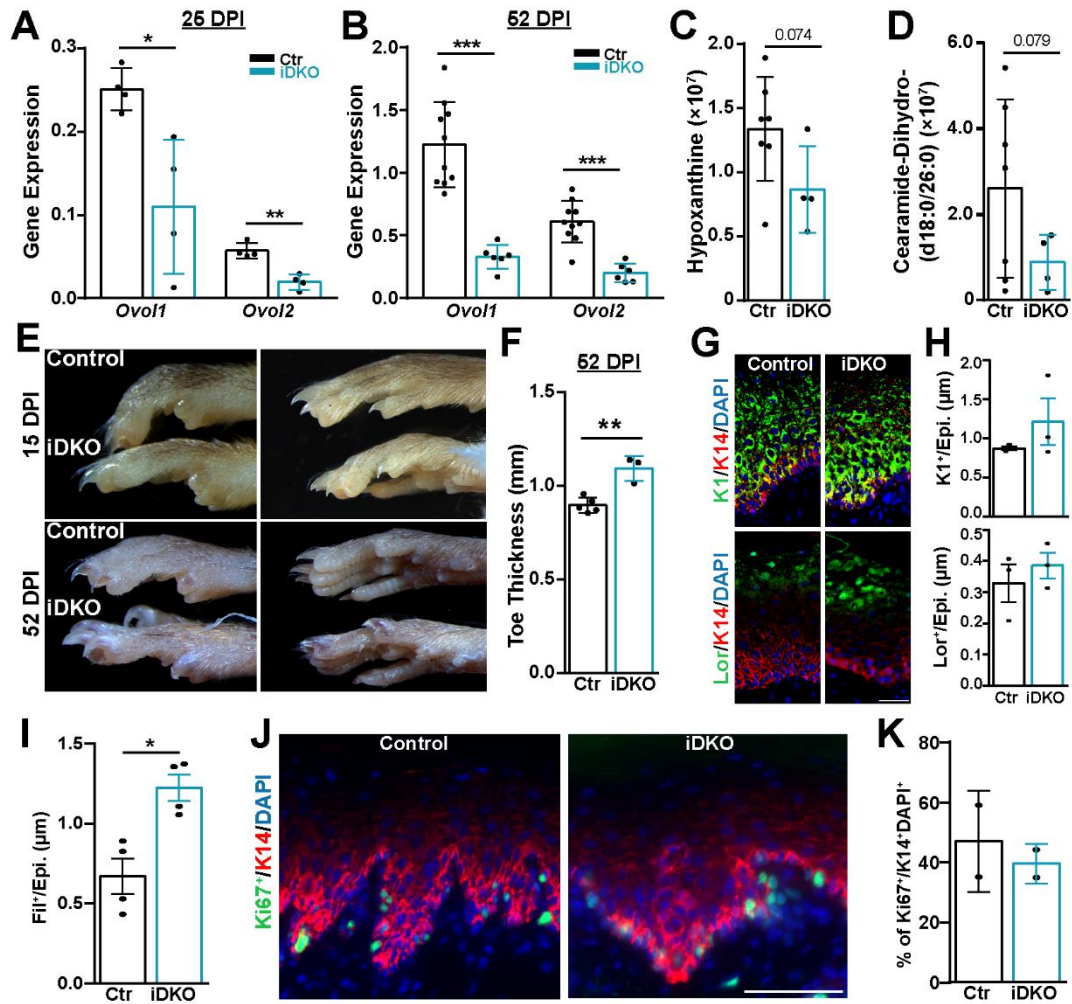 A
25 DPI
Gene Expression
0.3
0.2
0.1
0.0
*
**
Ctr
iDKO
Ovol1
Ovol2
B
52 DPI
Gene Expression
2.0
1.5
1.0
0.5
0.0
***
***
Ctr
iDKO
Ovol1
Ovol2
C
Hypoxanthine (×10⁷)
0.074
2.0
1.5
1.0
0.5
0.0
Ctr iDKO
D
Cearamide-Dihydro-
(d18:0/26:0) (×10⁷)
0.079
6.0
4.0
2.0
0.0
Ctr iDKO
E
15 DPI
Control
iDKO
52 DPI
Control
iDKO
F
52 DPI
Toe Thickness (mm)
1.5
1.0
0.5
0.0
**
Ctr iDKO
G
Control iDKO
K1/K14/DAPI
Lor/K14/DAPI
H
K1⁺/Epi. (µm)
0.0
0.5
1.0
1.5
2.0
Ctr iDKO
Lor⁺/Epi. (µm)
0.5
0.4
0.3
0.2
0.1
0.0
Ctr iDKO
I
Fil⁺/Epi. (µm)
1.5
1.0
0.5
0.0
*
Ctr iDKO
J
Control iDKO
Ki67⁺/K14/DAPI
K
% of Ki67⁺/K14⁺DAPI⁺
80
60
40
20
0
Ctr iDKO